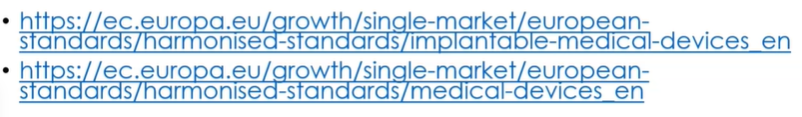 • https://ec.europa.eu/growth/single-market/european-
standards/harmonised-standards/implantable-medical-devices_en
• https://ec.europa.eu/growth/single-market/european-
standards/harmonised-standards/medical-devices_en